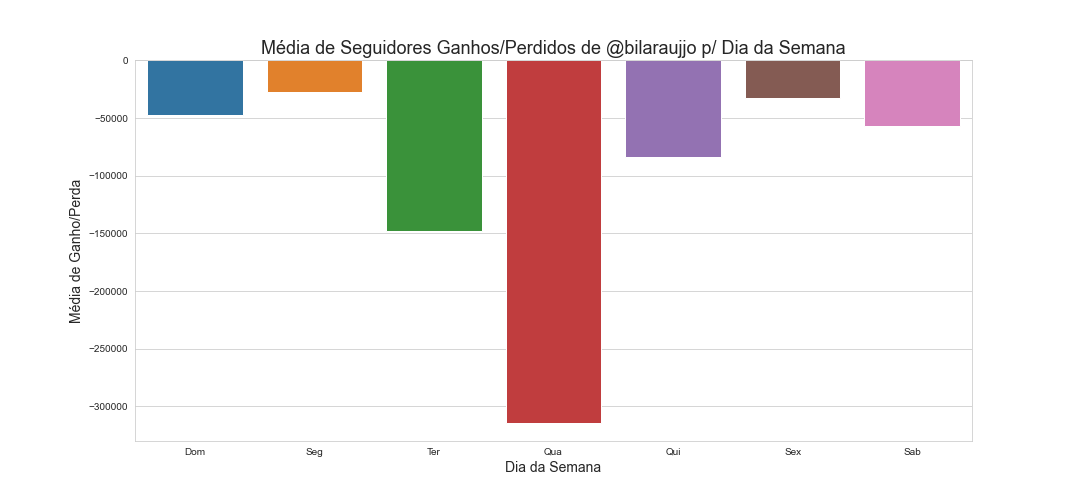 Média de Seguidores Ganhos/Perdidos de @bilaraujjo p/ Dia da Semana
Média de Ganho/Perda
0
−50000
−100000
−150000
−200000
−250000
−300000
Dom Seg Ter Qua Qui Sex Sab
Dia da Semana